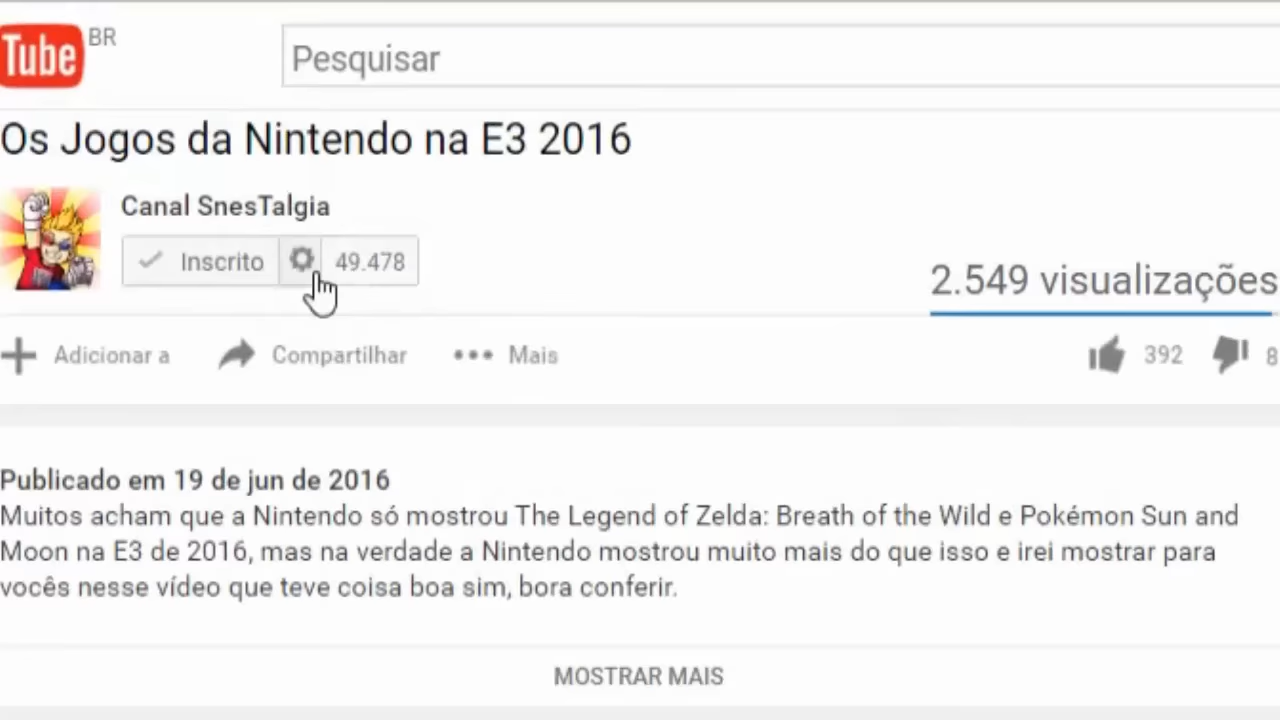 Tube BR
Pesquisar
Os Jogos da Nintendo na E3 2016
Canal SnesTalgia
Inscrito 49.478
2.549 visualizações
Adicionar a Compartilhar Mais 392 8
Publicado em 19 de jun de 2016
Muitos acham que a Nintendo só mostrou The Legend of Zelda: Breath of the Wild e Pokémon Sun and
Moon na E3 de 2016, mas na verdade a Nintendo mostrou muito mais do que isso e irei mostrar para
vocês nesse vídeo que teve coisa boa sim, bora conferir.
MOSTRAR MAIS